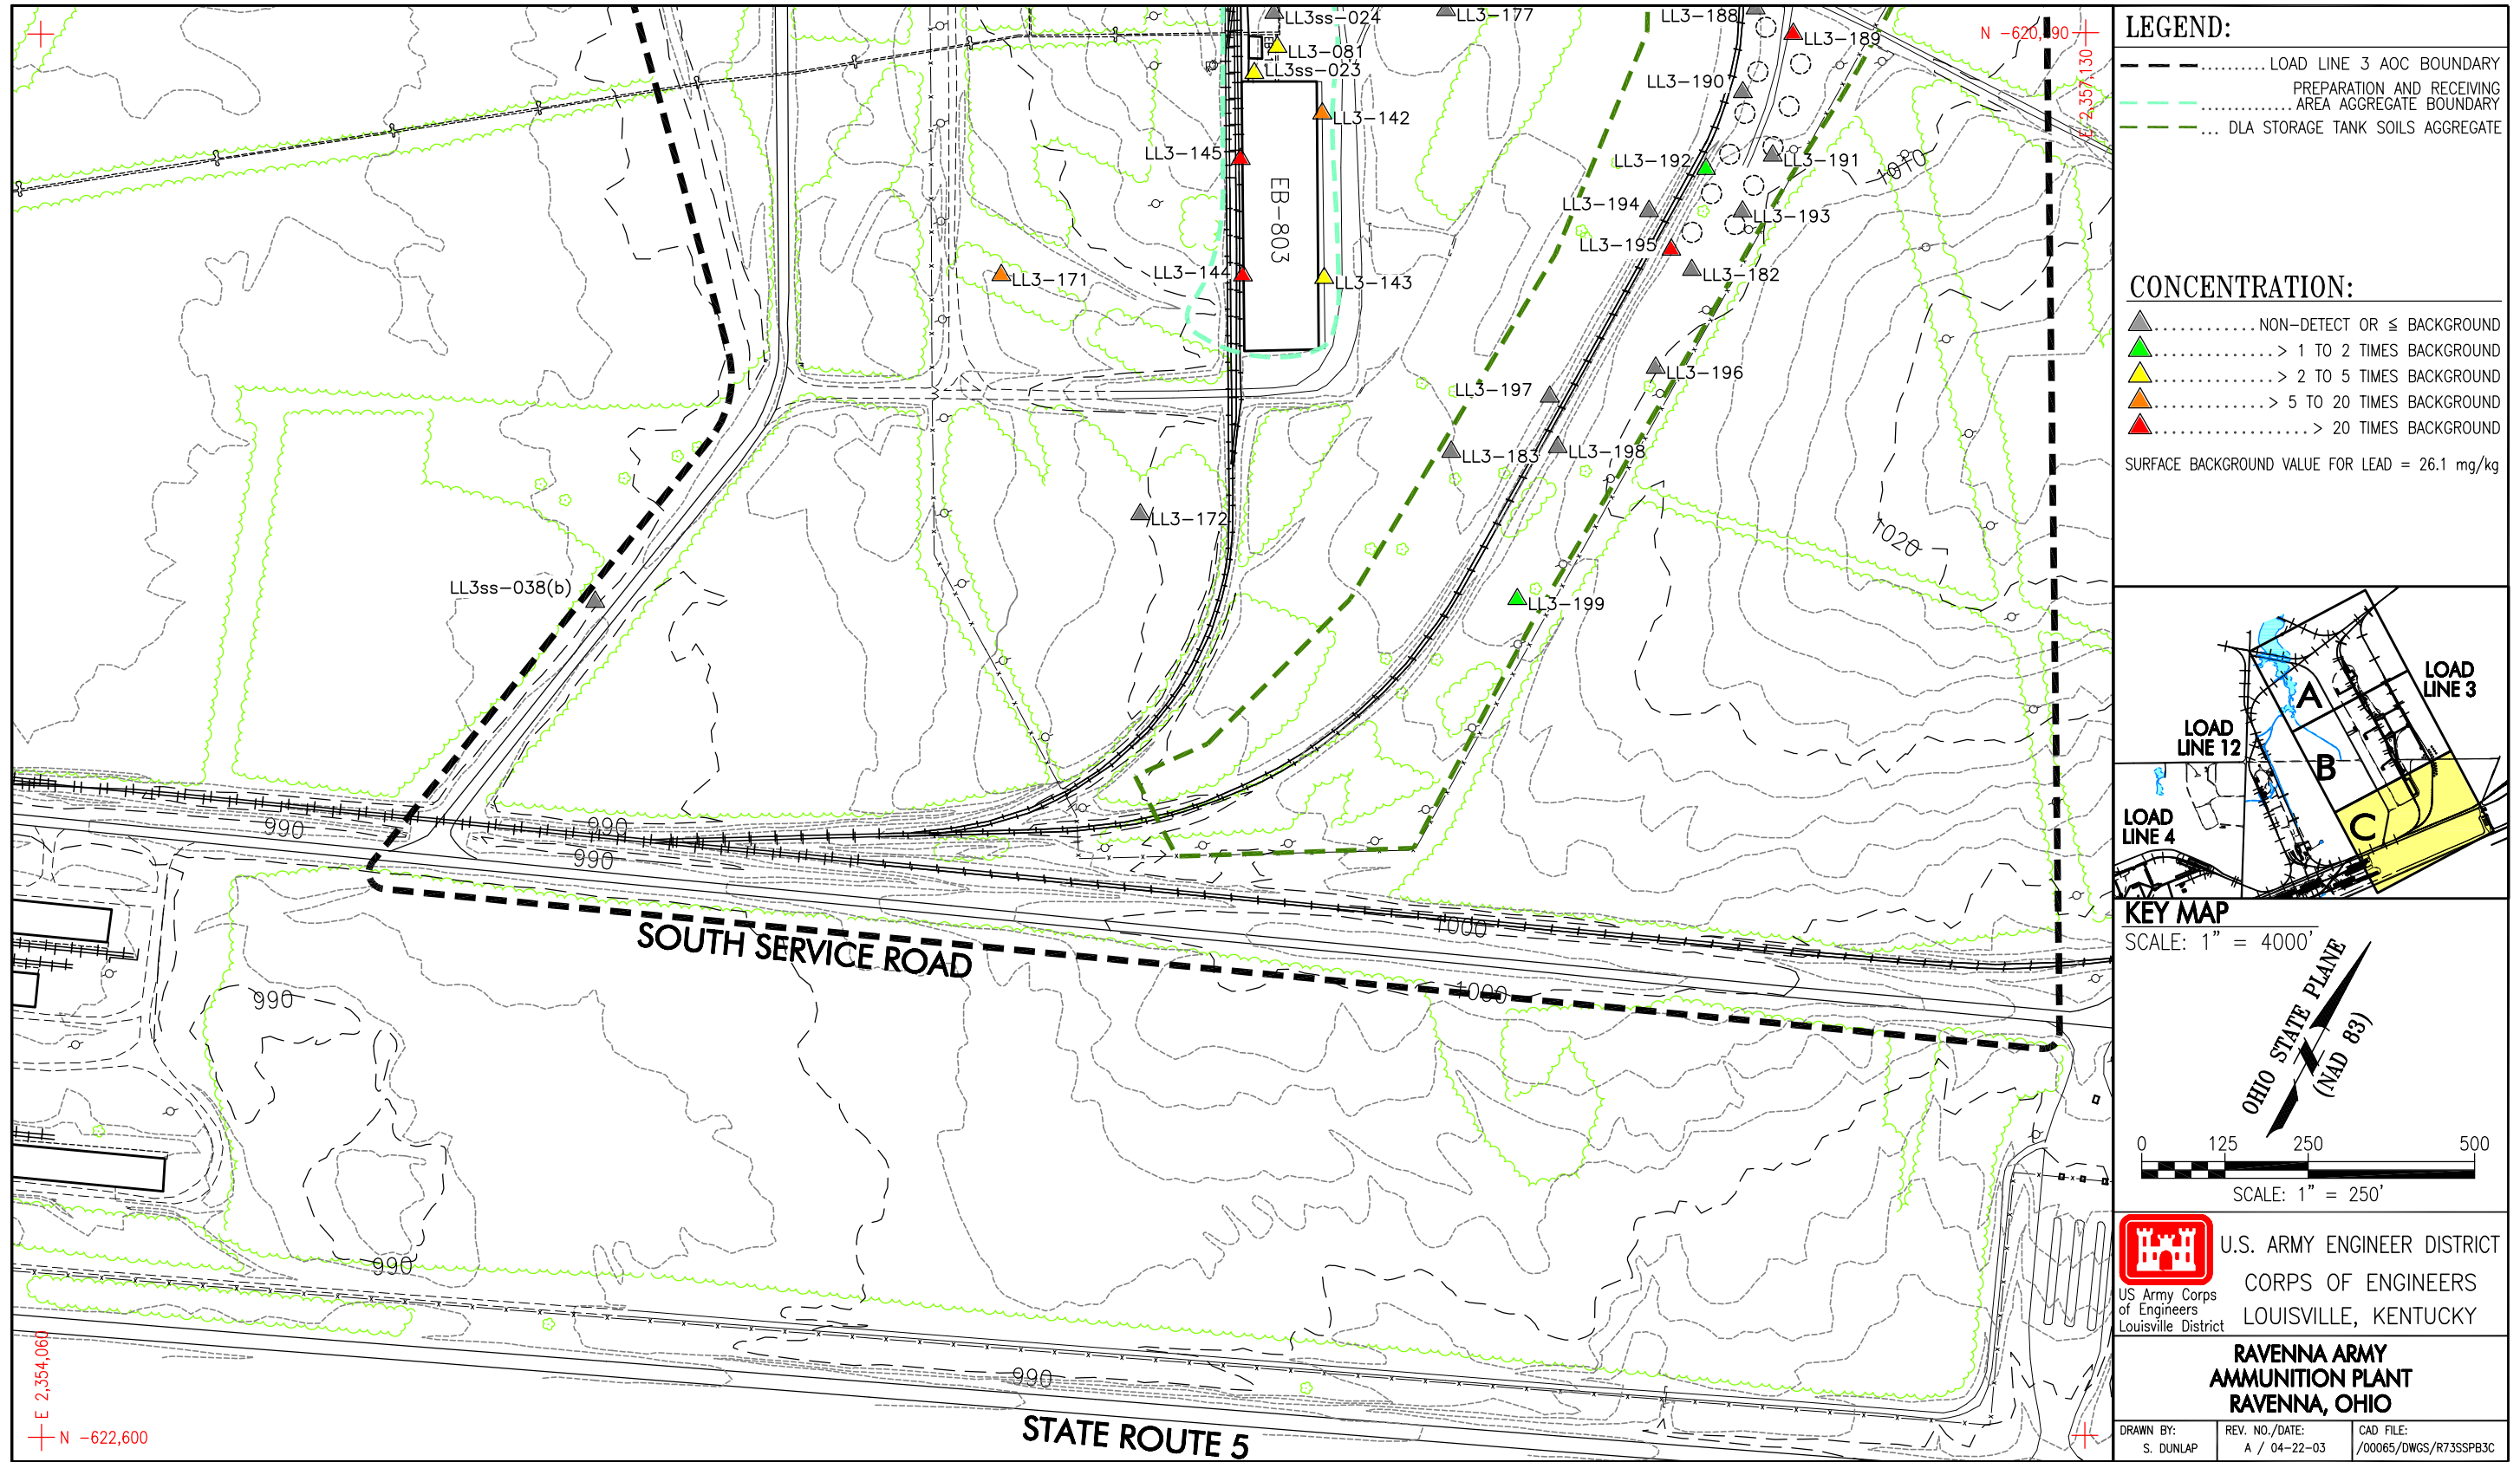 LL3ss-024
LL3-177
LL3-188
N -620,
90
LL3-189
LL3-081
LL3ss-023
LL3-190
E 2,357,130
LL3-142
LL3-145
LL3-192
LL3-191
1010
EB-803
LL3-194
LL3-193
LL3-195
LL3-171
LL3-144
LL3-143
LL3-182
LL3-196
LL3-197
LL3-183
LL3-198
LL3-172
1020
LL3ss-038(b)
LL3-199
990
990
990
1000
SOUTH SERVICE ROAD
990
1000
990
990
E 2,354,060
N -622,600
STATE ROUTE 5
LEGEND:
.......... LOAD LINE 3 AOC BOUNDARY
PREPARATION AND RECEIVING
............. AREA AGGREGATE BOUNDARY
... DLA STORAGE TANK SOILS AGGREGATE
CONCENTRATION:
............ NON-DETECT OR ≤ BACKGROUND
.............. > 1 TO 2 TIMES BACKGROUND
.............. > 2 TO 5 TIMES BACKGROUND
............. > 5 TO 20 TIMES BACKGROUND
.................. > 20 TIMES BACKGROUND
SURFACE BACKGROUND VALUE FOR LEAD = 26.1 mg/kg
LOAD
LINE 3
A
LOAD
LINE 12
B
LOAD
LINE 4
C
KEY MAP
SCALE: 1" = 4000'
OHIO STATE PLANE
(NAD 83)
0 125 250 500
SCALE: 1" = 250'
U.S. ARMY ENGINEER DISTRICT
CORPS OF ENGINEERS
LOUISVILLE, KENTUCKY
US Army Corps
of Engineers
Louisville District
RAVENNA ARMY
AMMUNITION PLANT
RAVENNA, OHIO
DRAWN BY:
S. DUNLAP
REV. NO./DATE:
A / 04-22-03
CAD FILE:
/00065/DWGS/R73SSPB3C